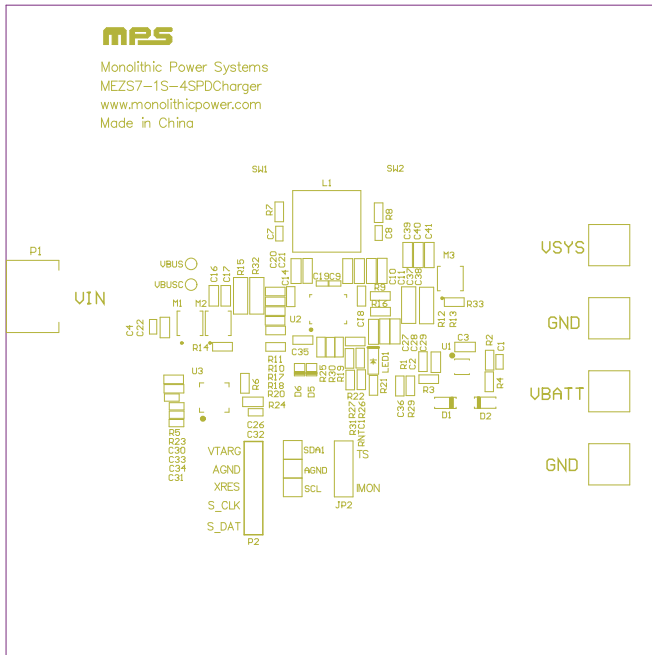 MPS
Monolithic Power Systems
MEZS7-1S-4SPDCharger
www.monolithicpower.com
Made in China
SW1
SW2
L1
R7
R8
C7
C8
C39
C40
C41
P1
VIN
VBUS
VBUSC
M1
M2
C16
C17
R15
R32
C20
C21
C14
C19
C9
C10
C11
C37
C38
M3
R9
R16
R33
C18
U2
R12
R13
VSYS
GND
VBATT
GND
C4
C22
R14
C35
C27
C28
C29
U1
C3
R2
C1
U3
R6
R11
R10
R17
R18
R20
R24
D6
D5
R25
R30
R19
LED1
R1
C2
R22
R21
R3
R4
C36
R29
D1
D2
R31
R27
RNTC1
R26
R5
R23
C30
C33
C34
C31
C26
C32
VTARG
AGND
XRES
S_CLK
S_DAT
P2
SDA1
AGND
SCL
TS
IMON
JP2